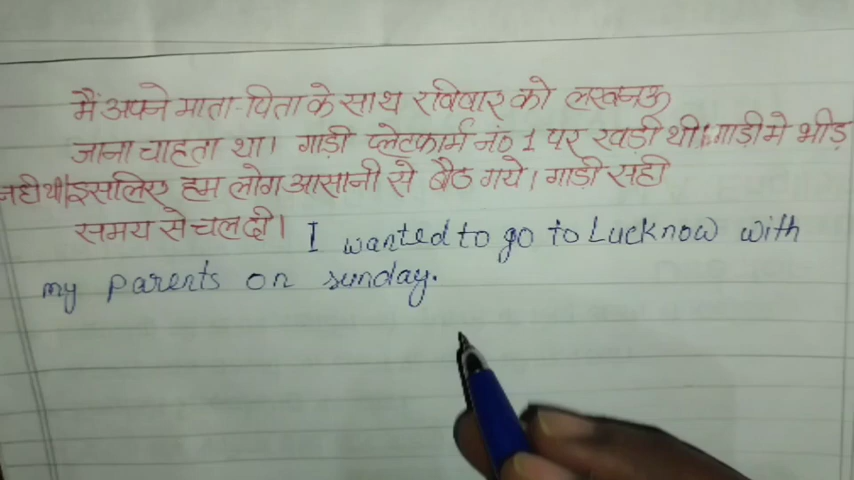 मैं अपने माता-पिता के साथ रविवार को लखनऊ
जाना चाहता था। गाड़ी प्लेटफार्म नं० 1 पर खड़ी थी। गाड़ी मे भीड़
नही थी। इसलिए हम लोग आसानी से बैठ गये। गाड़ी सही
समय से चल दी। I wanted to go to Lucknow with
my parents on sunday.